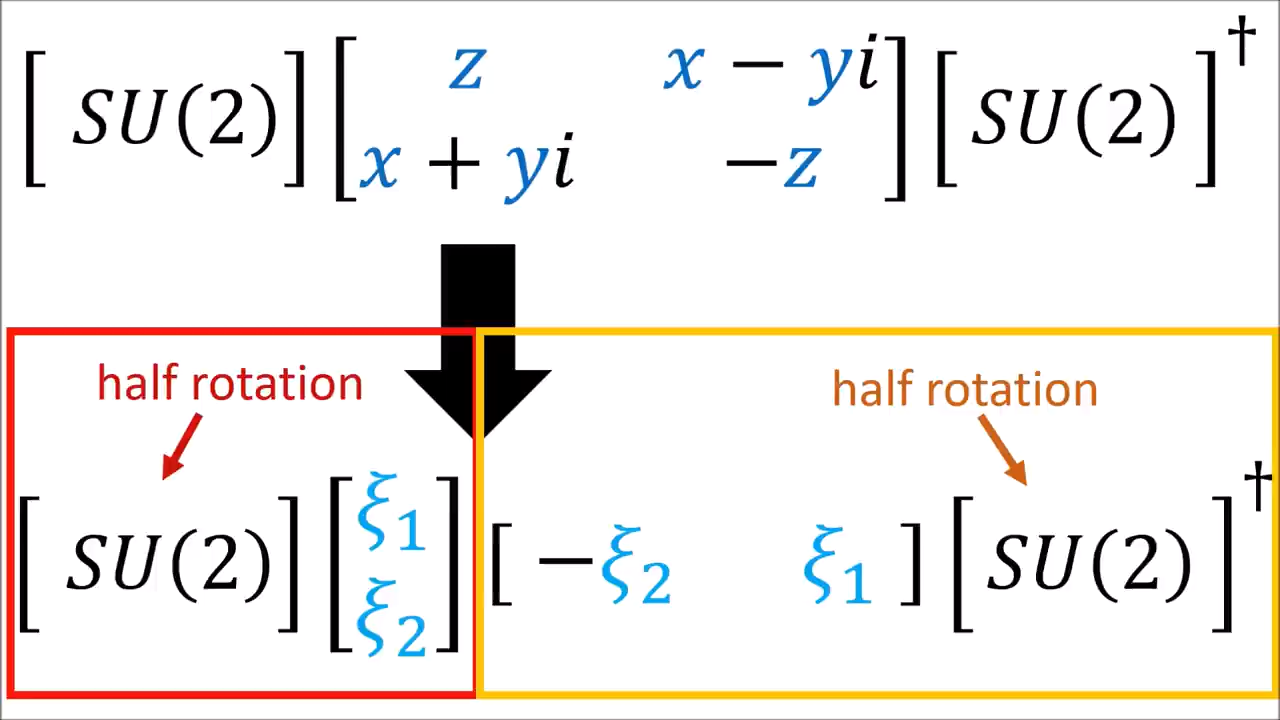 [SU(2)] [z x − yi] [SU(2)]†
[x + yi −z]
half rotation half rotation
[SU(2)] [ξ₁ ξ₂] [−ξ₂ ξ₁] [SU(2)]†